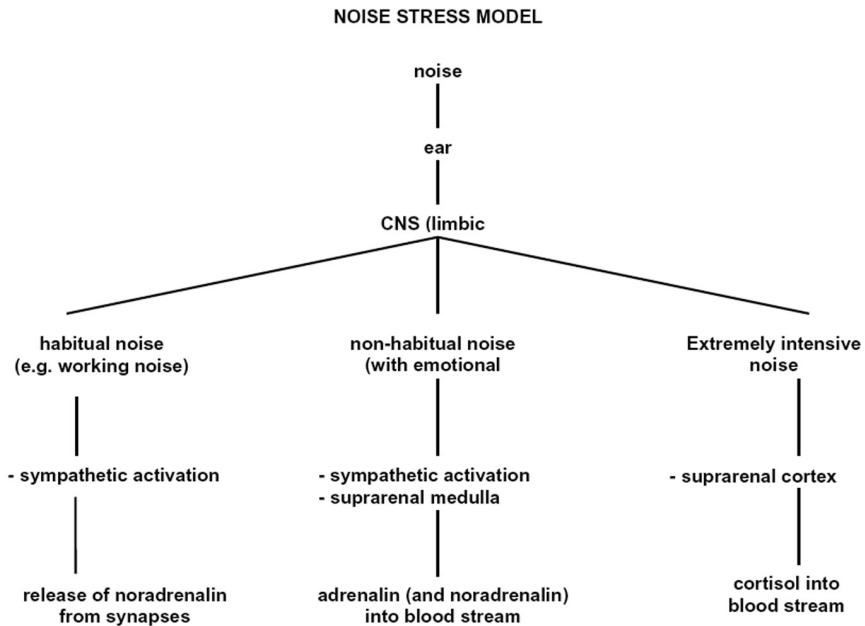 NOISE STRESS MODEL
noise
ear
CNS (limbic
habitual noise
(e.g. working noise)
non-habitual noise
(with emotional
Extremely intensive
noise
- sympathetic activation
- sympathetic activation
- suprarenal medulla
- suprarenal cortex
release of noradrenalin
from synapses
adrenalin (and noradrenalin)
into blood stream
cortisol into
blood stream